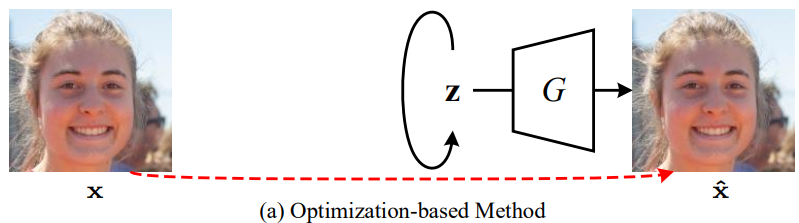 z
G
x
x̂
(a) Optimization-based Method